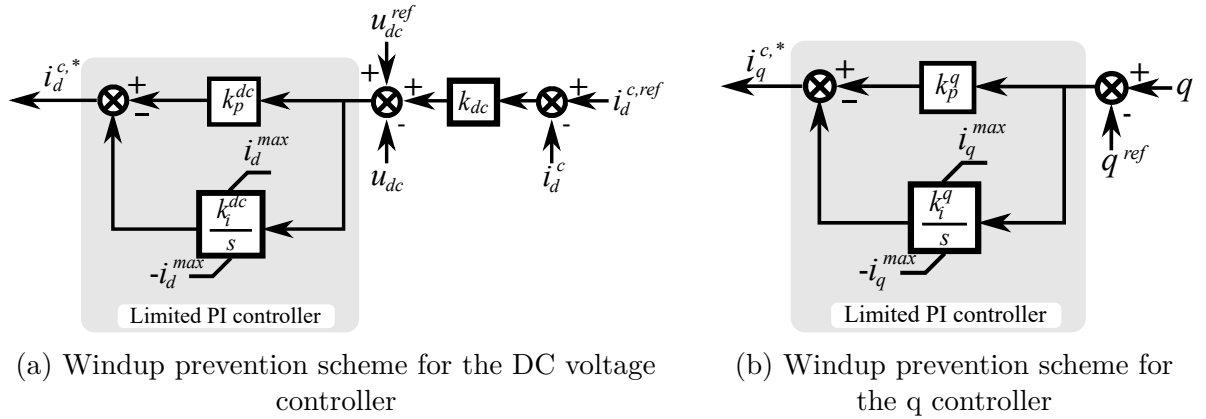 u_dc^ref
i_d^{c,*}
+
−
k_p^dc
+
+
-
k_dc
+
-
i_d^{c,ref}
i_d^max
u_dc
i_d^c
k_i^dc
s
-i_d^max
Limited PI controller
(a) Windup prevention scheme for the DC voltage
controller
i_q^{c,*}
+
−
k_p^q
+
-
q
i_q^max
q^ref
k_i^q
s
-i_q^max
Limited PI controller
(b) Windup prevention scheme for
the q controller